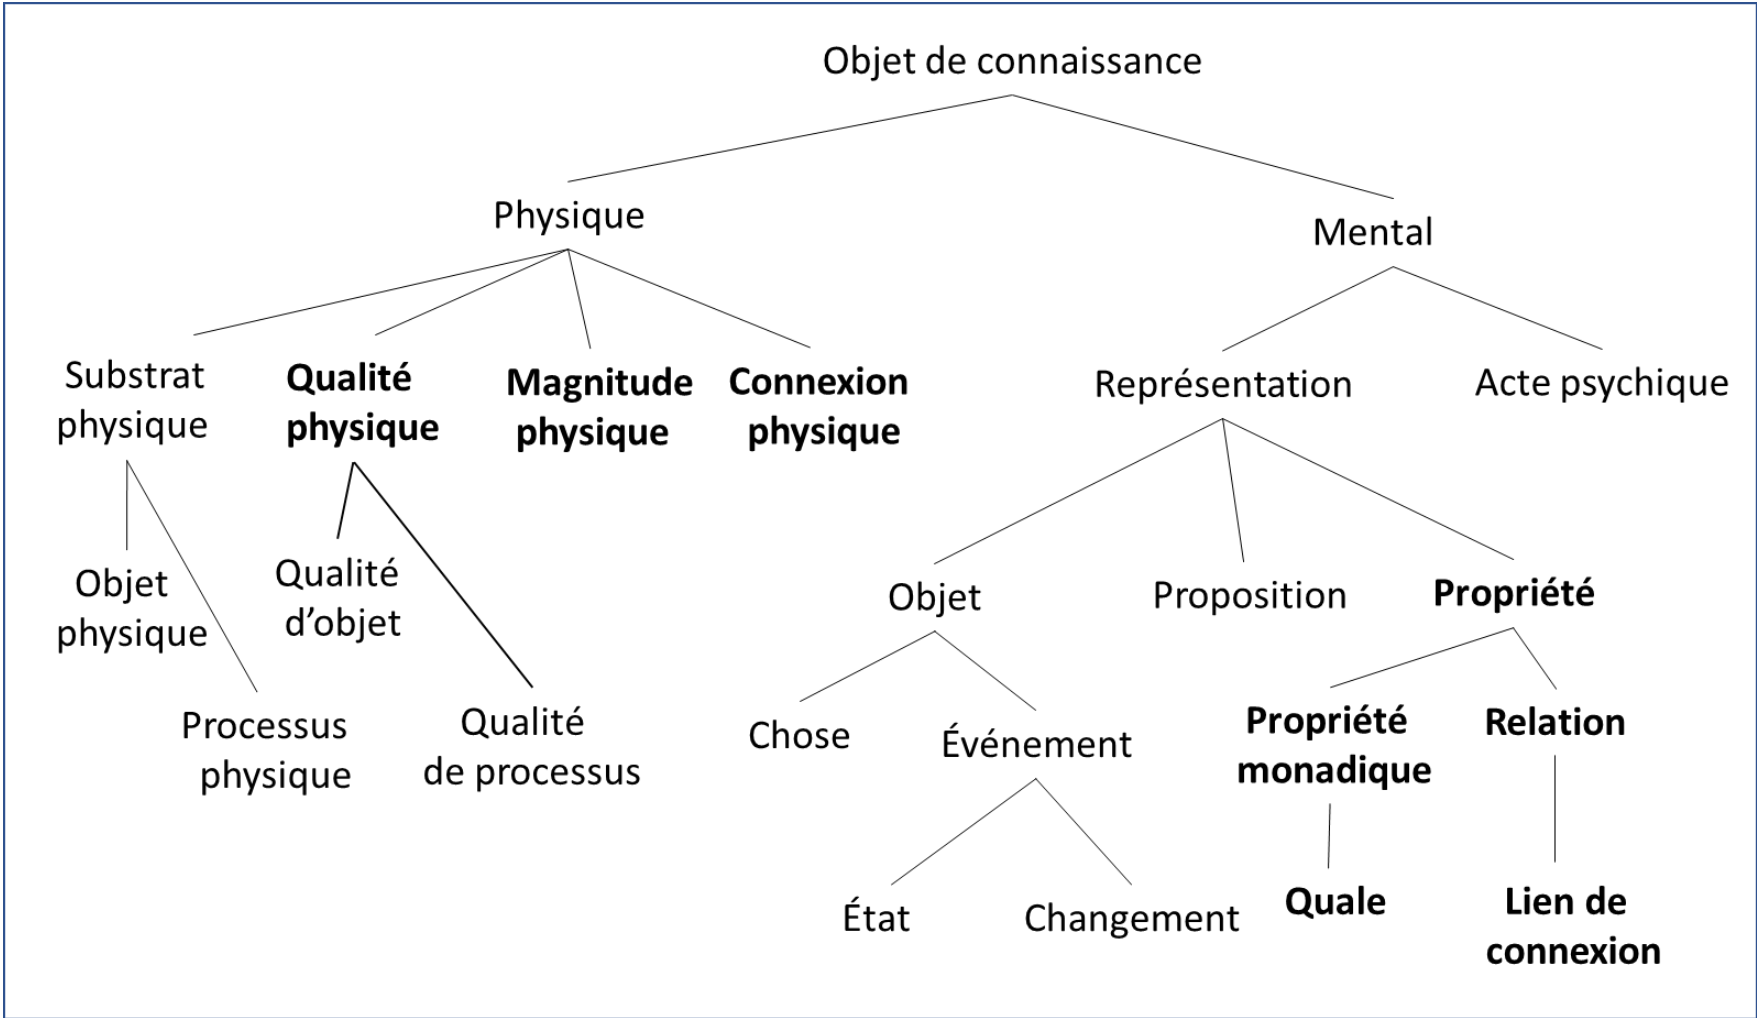 Objet de connaissance
Physique
Mental
Substrat
physique
Qualité
physique
Magnitude
physique
Connexion
physique
Représentation
Acte psychique
Objet
physique
Qualité
d’objet
Objet
Proposition
Propriété
Processus
physique
Qualité
de processus
Chose
Événement
Propriété
monadique
Relation
État
Changement
Quale
Lien de
connexion